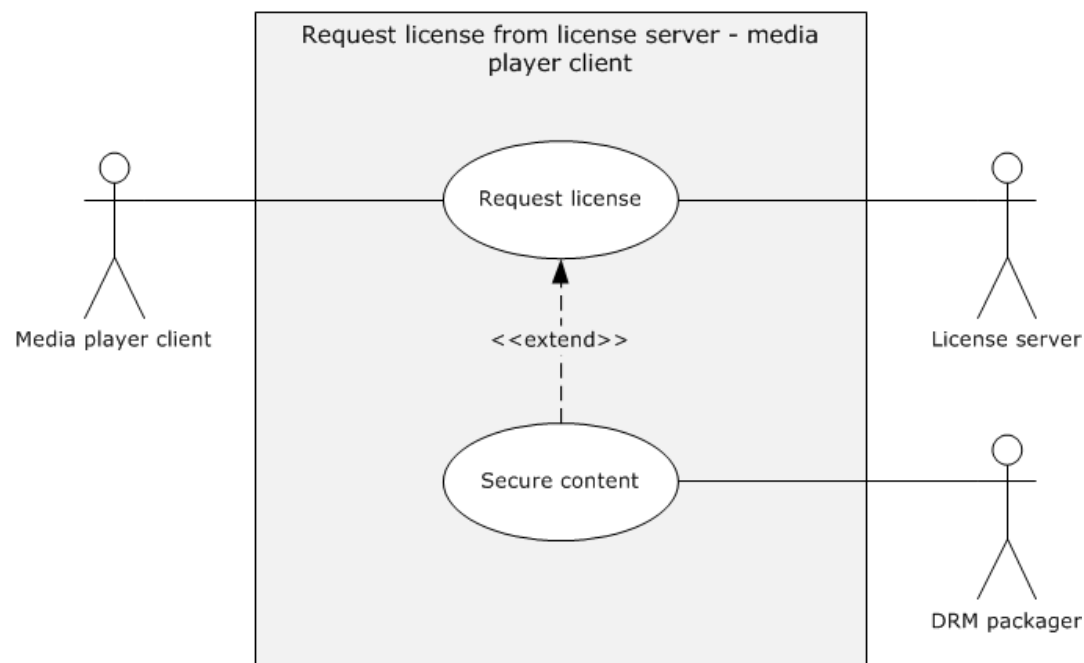 Request license from license server - media
player client
Request license
Media player client
<<extend>>
License server
Secure content
DRM packager